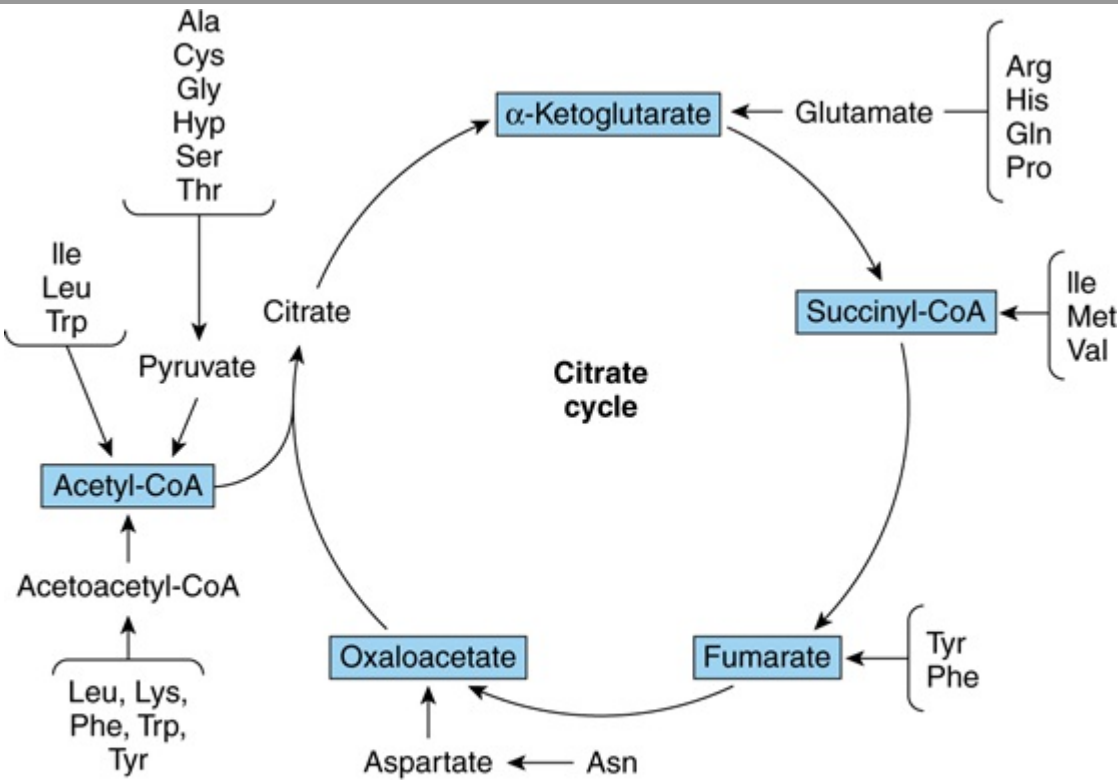 Ala
Cys
Gly
Hyp
Ser
Thr
α-Ketoglutarate
Glutamate
Arg
His
Gln
Pro
Ile
Leu
Trp
Citrate
Pyruvate
Succinyl-CoA
Ile
Met
Val
Citrate
cycle
Acetyl-CoA
Acetoacetyl-CoA
Leu, Lys,
Phe, Trp,
Tyr
Oxaloacetate
Fumarate
Tyr
Phe
Aspartate
Asn